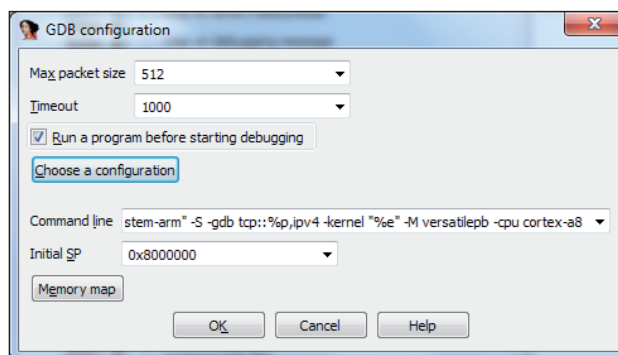 GDB configuration
Max packet size 512
Timeout 1000
Run a program before starting debugging
Choose a configuration
Command line stem-arm" -S -gdb tcp::%p,ipv4 -kernel "%e" -M versatilepb -cpu cortex-a8
Initial SP 0x8000000
Memory map
OK Cancel Help